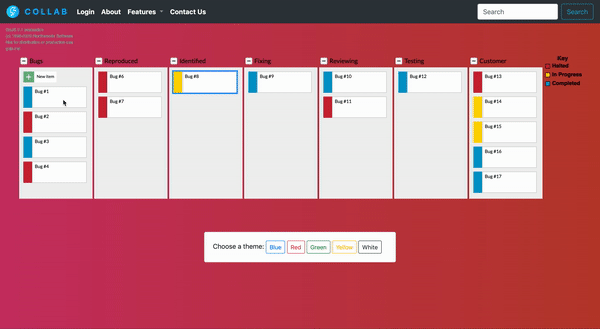 COLLAB
Login
About
Features
Contact Us
Search
Search
Key
Halted
In Progress
Completed
Bugs
New item
Bug #1
Bug #2
Bug #3
Bug #4
Reproduced
Bug #6
Bug #7
Identified
Bug #8
Fixing
Bug #9
Reviewing
Bug #10
Bug #11
Testing
Bug #12
Customer
Bug #13
Bug #14
Bug #15
Bug #16
Bug #17
Choose a theme:
Blue
Red
Green
Yellow
White